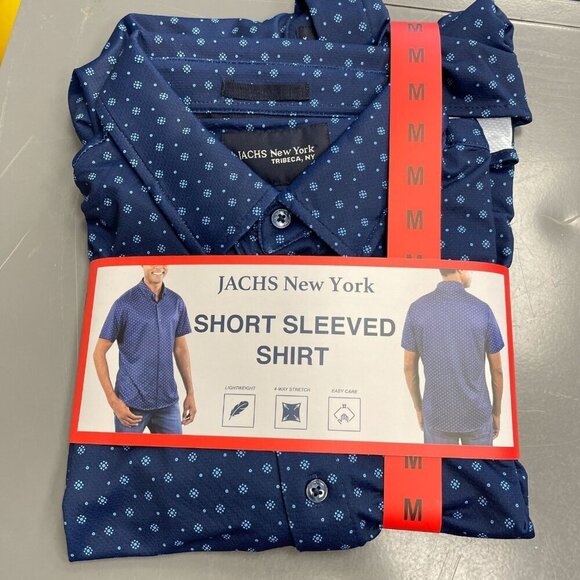 JACHS New York
TRIBECA, NY
M
M
M
M
M
M
M
M
JACHS New York
SHORT SLEEVED
SHIRT
LIGHTWEIGHT
4-WAY STRETCH
EASY CARE
M
M